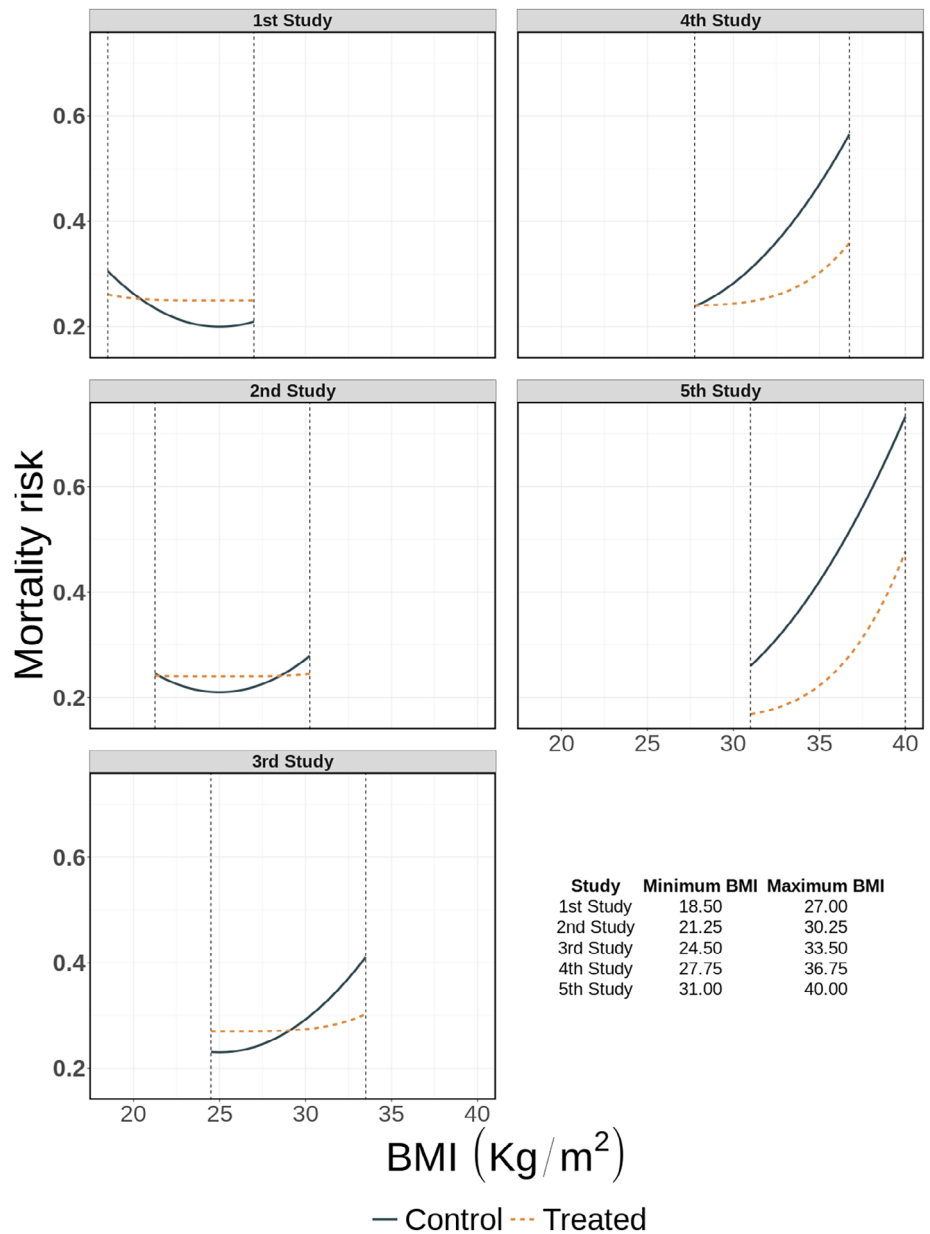 1st Study
4th Study
0.6
0.4
0.2
2nd Study
5th Study
Mortality risk
0.6
0.4
0.2
20 25 30 35 40
3rd Study
0.6
0.4
0.2
20 25 30 35 40
Study Minimum BMI Maximum BMI
1st Study 18.50 27.00
2nd Study 21.25 30.25
3rd Study 24.50 33.50
4th Study 27.75 36.75
5th Study 31.00 40.00
BMI (Kg/m²)
Control Treated